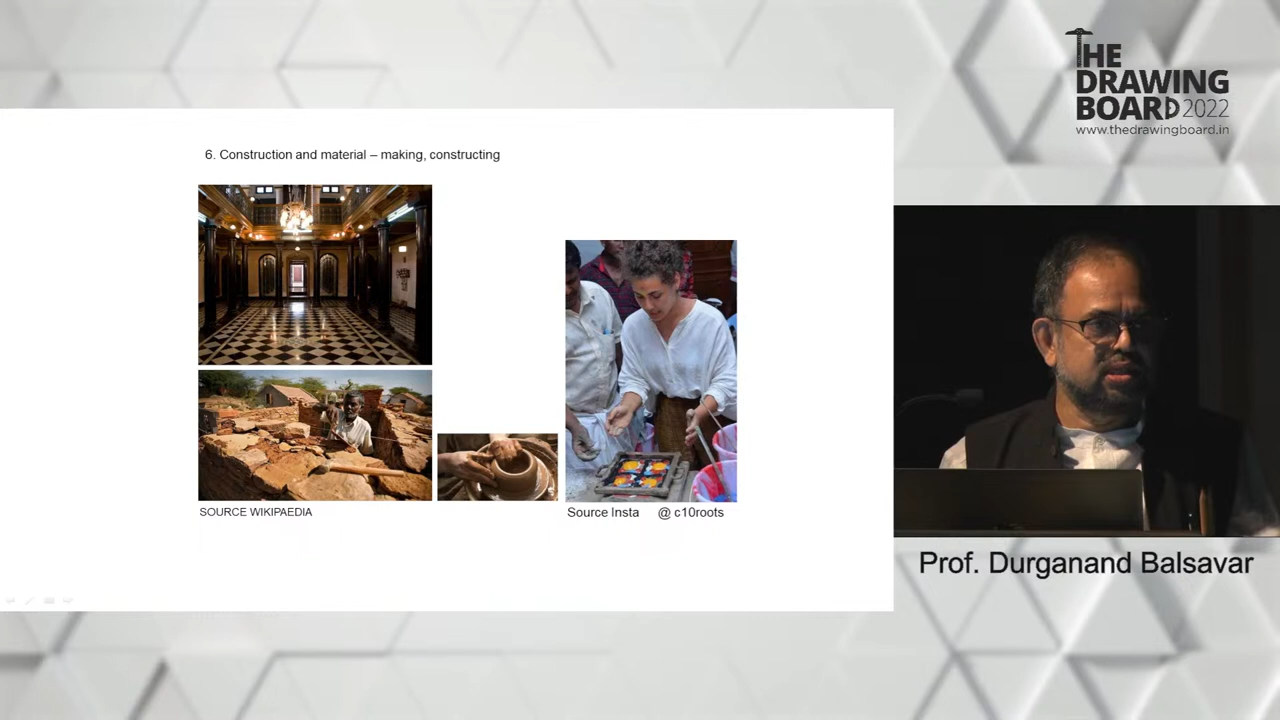 THE
DRAWING
BOARD 2022
www.thedrawingboard.in
6. Construction and material – making, constructing
SOURCE WIKIPAEDIA
Source Insta @ c10roots
Prof. Durganand Balsavar